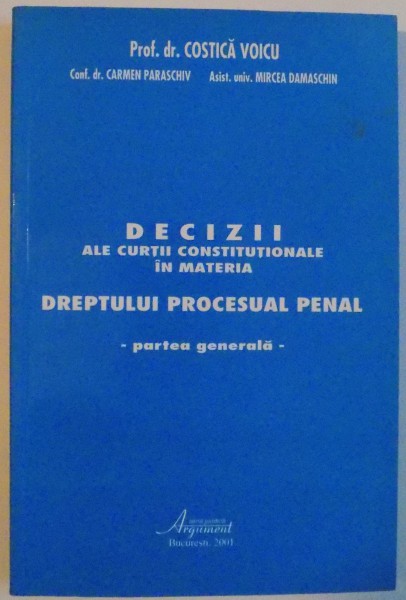 Prof. dr. COSTICĂ VOICU
Conf. dr. CARMEN PARASCHIV Asist. univ. MIRCEA DAMASCHIN
DECIZII
ALE CURŢII CONSTITUŢIONALE
ÎN MATERIA
DREPTULUI PROCESUAL PENAL
- partea generală -
Argument
Bucureşti, 2001